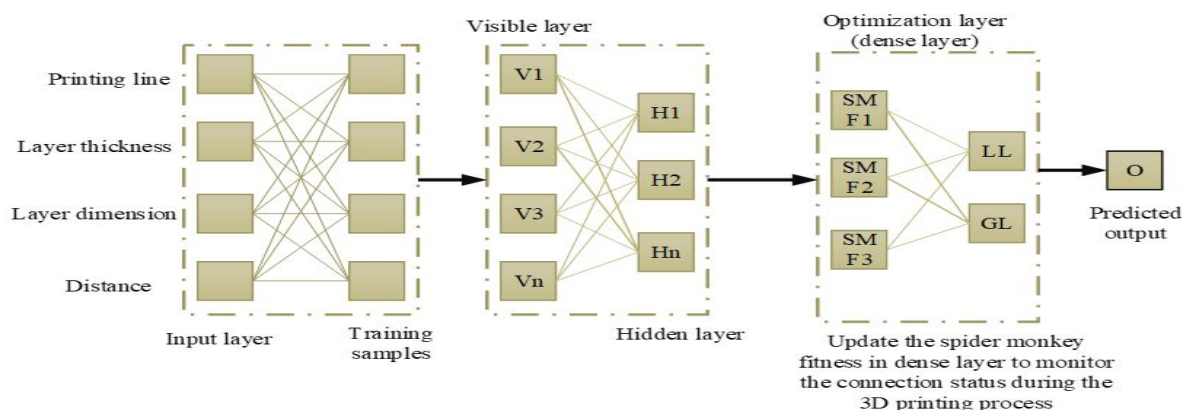 Visible layer
Optimization layer
(dense layer)
Printing line
Layer thickness
Layer dimension
Distance
Input layer
Training
samples
V1
V2
V3
Vn
H1
H2
Hn
Hidden layer
SM
F1
SM
F2
SM
F3
LL
GL
O
Predicted
output
Update the spider monkey
fitness in dense layer to monitor
the connection status during the
3D printing process